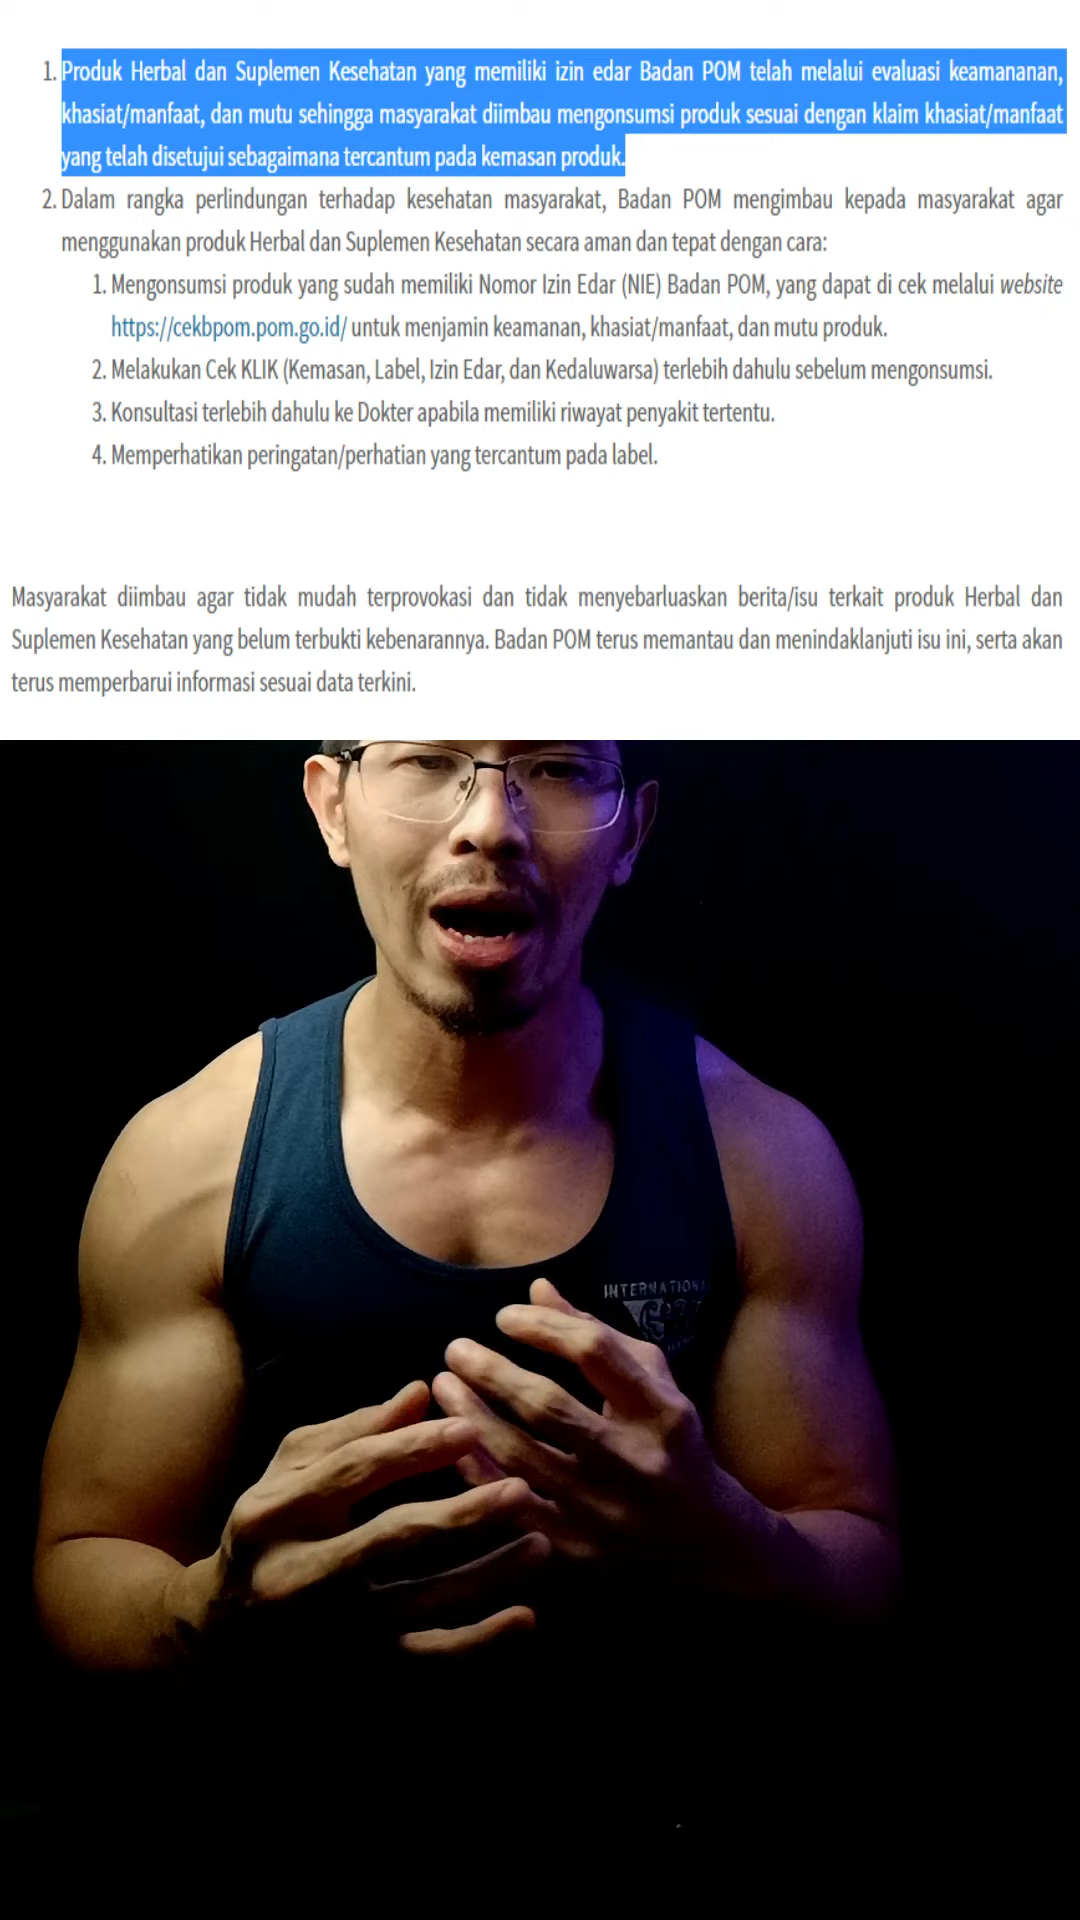 1. Produk Herbal dan Suplemen Kesehatan yang memiliki izin edar Badan POM telah melalui evaluasi keamananan,
khasiat/manfaat, dan mutu sehingga masyarakat diimbau mengonsumsi produk sesuai dengan klaim khasiat/manfaat
yang telah disetujui sebagaimana tercantum pada kemasan produk.
2. Dalam rangka perlindungan terhadap kesehatan masyarakat, Badan POM mengimbau kepada masyarakat agar
menggunakan produk Herbal dan Suplemen Kesehatan secara aman dan tepat dengan cara:
1. Mengonsumsi produk yang sudah memiliki Nomor Izin Edar (NIE) Badan POM, yang dapat di cek melalui website
https://cekbpom.pom.go.id/ untuk menjamin keamanan, khasiat/manfaat, dan mutu produk.
2. Melakukan Cek KLIK (Kemasan, Label, Izin Edar, dan Kedaluwarsa) terlebih dahulu sebelum mengonsumsi.
3. Konsultasi terlebih dahulu ke Dokter apabila memiliki riwayat penyakit tertentu.
4. Memperhatikan peringatan/perhatian yang tercantum pada label.
Masyarakat diimbau agar tidak mudah terprovokasi dan tidak menyebarluaskan berita/isu terkait produk Herbal dan
Suplemen Kesehatan yang belum terbukti kebenarannya. Badan POM terus memantau dan menindaklanjuti isu ini, serta akan
terus memperbarui informasi sesuai data terkini.